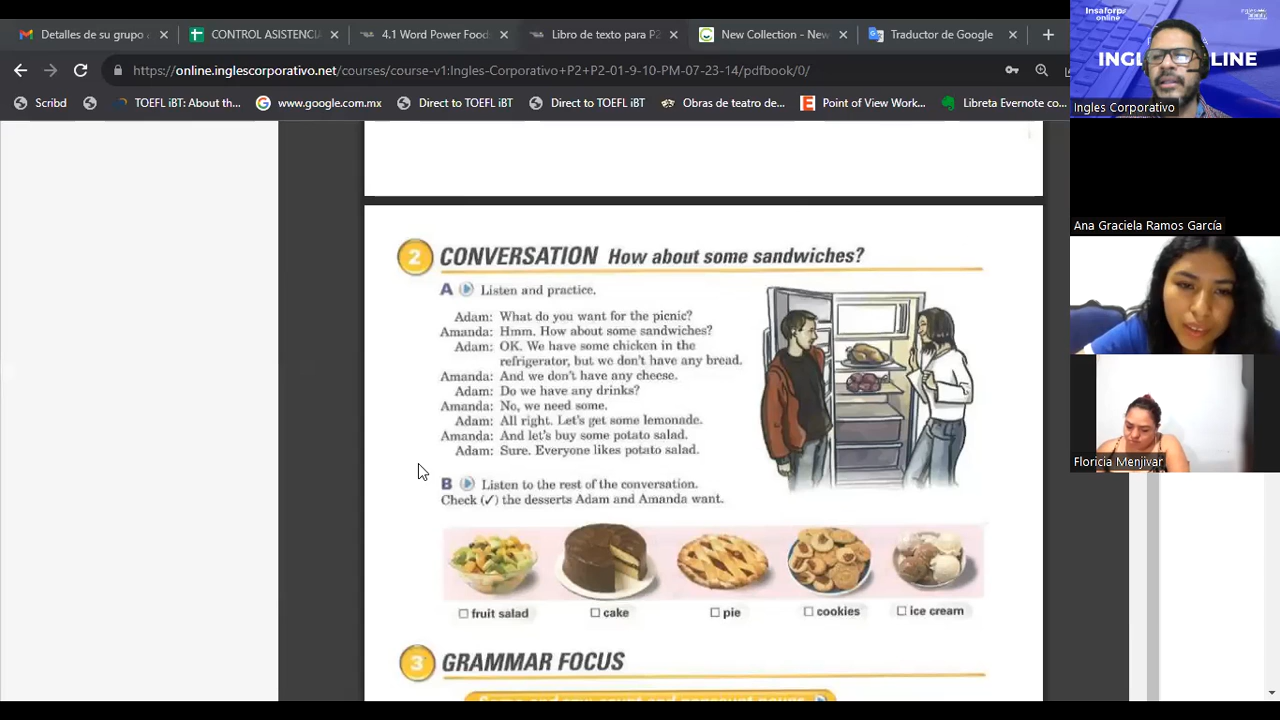 Detalles de su grupo
CONTROL ASISTENCI
4.1 Word Power Food
Libro de texto para P2
New Collection - New
Traductor de Google
https://online.inglescorporativo.net/course/course-v1:Ingles-Corporativo+P2+P2-01-9-10-PM-07-23-14/pdfbook/0/
Scribd
TOEFL iBT: About th...
www.google.com.mx
Direct to TOEFL iBT
Direct to TOEFL iBT
Obras de teatro de...
Point of View Work...
Libreta Evernote co...
2 CONVERSATION How about some sandwiches?
A Listen and practice.
Adam: What do you want for the picnic?
Amanda: Hmm. How about some sandwiches?
Adam: OK. We have some chicken in the
refrigerator, but we don't have any bread.
Amanda: And we don't have any cheese.
Adam: Do we have any drinks?
Amanda: No, we need some.
Adam: All right. Let's get some lemonade.
Amanda: And let's buy some potato salad.
Adam: Sure. Everyone likes potato salad.
B Listen to the rest of the conversation.
Check (✓) the desserts Adam and Amanda want.
fruit salad
cake
pie
cookies
ice cream
3 GRAMMAR FOCUS
Insaforp
online
INGL
LINE
Ingles Corporativo
Ana Graciela Ramos García
Floricia Menjivar